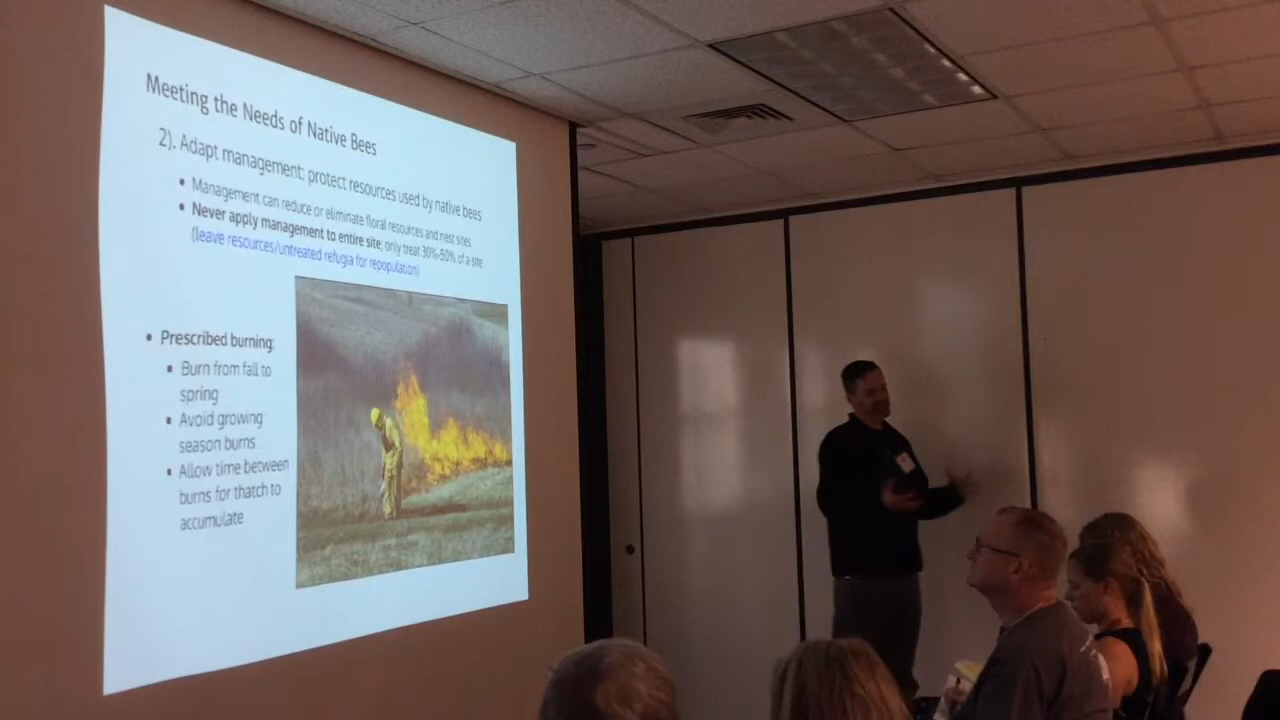 Meeting the Needs of Native Bees
2). Adapt management: protect resources used by native bees
• Management can reduce or eliminate floral resources and nest sites
• Never apply management to entire site; only treat 30%-50% of a site
(leave resources/untreated refugia for repopulation)
• Prescribed burning:
▪ Burn from fall to
spring
▪ Avoid growing
season burns
▪ Allow time between
burns for thatch to
accumulate